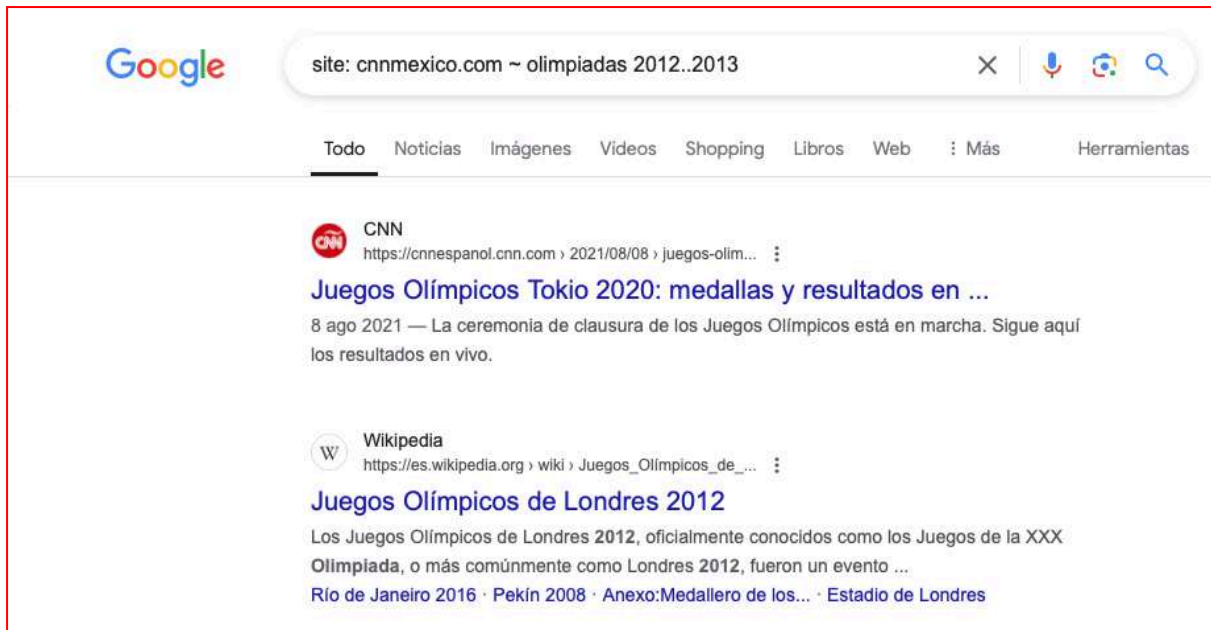 Google
site: cnnmexico.com ~ olimpiadas 2012..2013
Todo Noticias Imágenes Videos Shopping Libros Web ⋮ Más Herramientas
CNN
CNN
https://cnnespanol.cnn.com › 2021/08/08 › juegos-olim...
Juegos Olímpicos Tokio 2020: medallas y resultados en ...
8 ago 2021 — La ceremonia de clausura de los Juegos Olímpicos está en marcha. Sigue aquí
los resultados en vivo.
W
Wikipedia
https://es.wikipedia.org › wiki › Juegos_Olímpicos_de_...
Juegos Olímpicos de Londres 2012
Los Juegos Olímpicos de Londres 2012, oficialmente conocidos como los Juegos de la XXX
Olimpiada, o más comúnmente como Londres 2012, fueron un evento ...
Río de Janeiro 2016 · Pekín 2008 · Anexo:Medallero de los... · Estadio de Londres